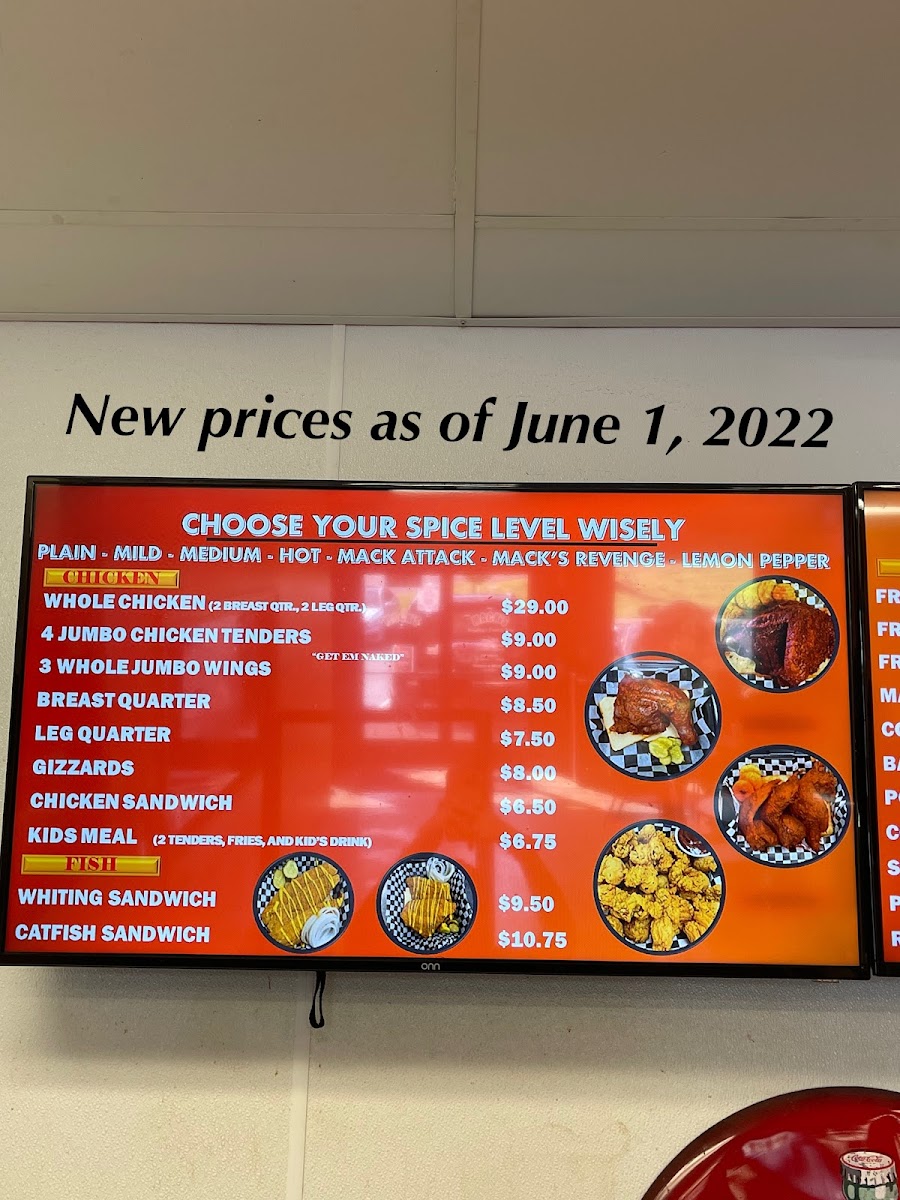 New prices as of June 1, 2022
CHOOSE YOUR SPICE LEVEL WISELY
PLAIN - MILD - MEDIUM - HOT - MACK ATTACK - MACK'S REVENGE - LEMON PEPPER
CHICKEN
WHOLE CHICKEN (2 BREAST QTR., 2 LEG QTR.) $29.00
4 JUMBO CHICKEN TENDERS $9.00
"GET EM NAKED"
3 WHOLE JUMBO WINGS $9.00
BREAST QUARTER $8.50
LEG QUARTER $7.50
GIZZARDS $8.00
CHICKEN SANDWICH $6.50
KIDS MEAL (2 TENDERS, FRIES, AND KID'S DRINK) $6.75
FISH
WHITING SANDWICH $9.50
CATFISH SANDWICH $10.75
onn
Coca-Cola